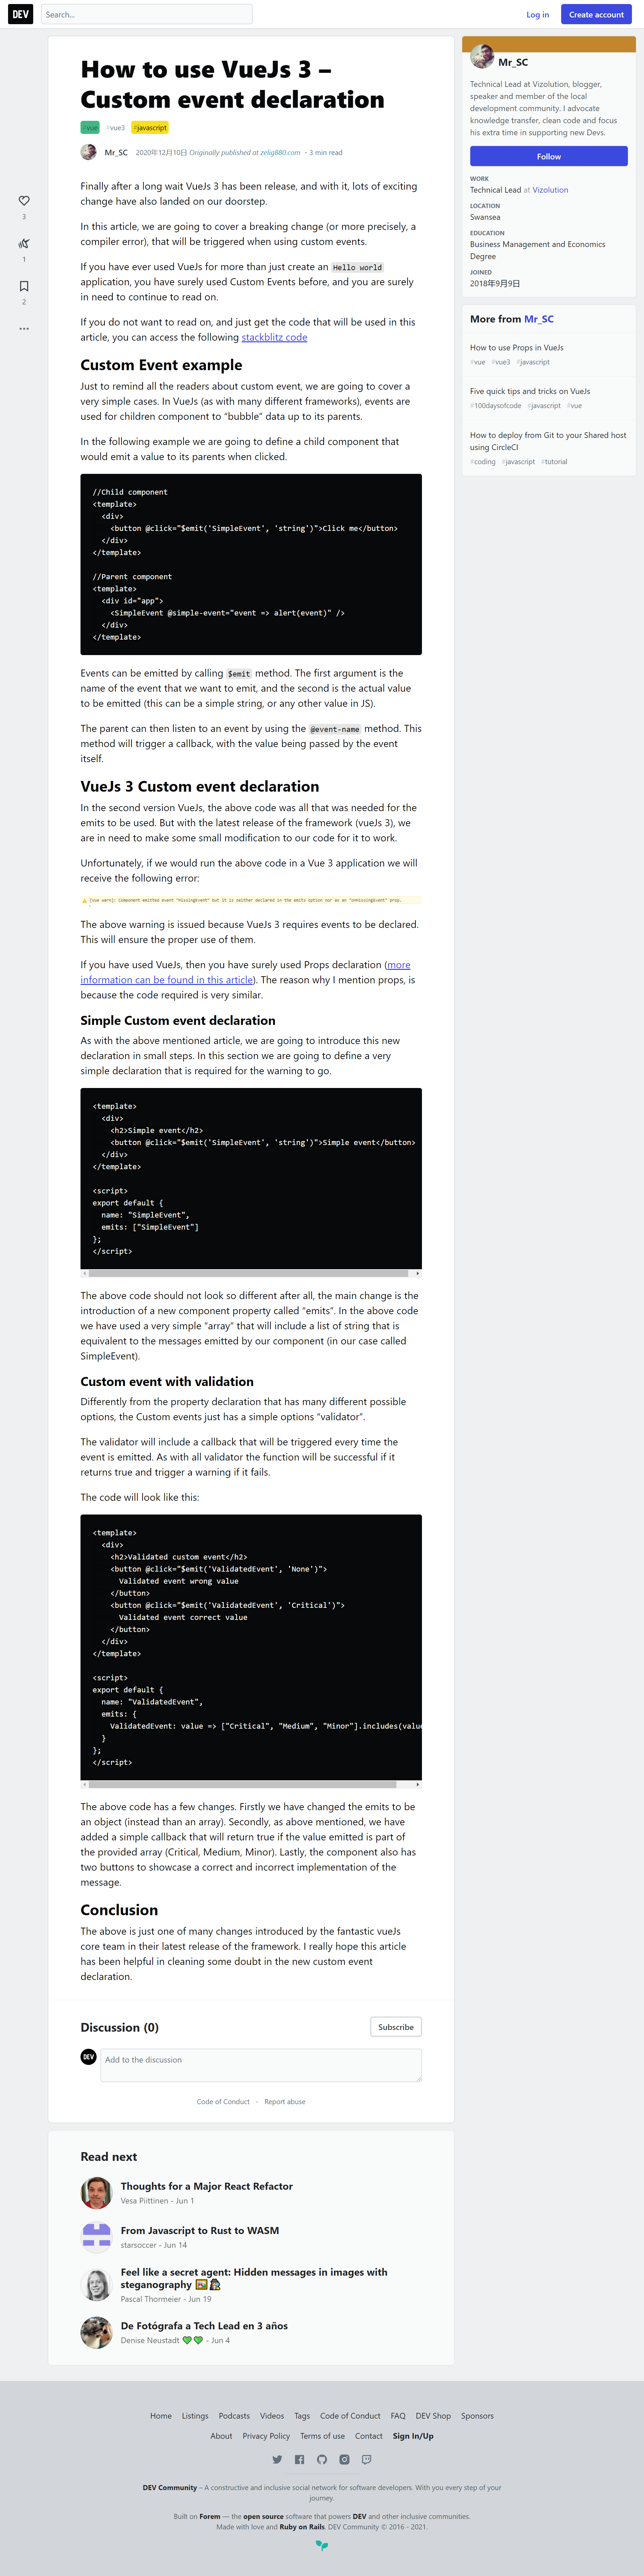 DEV
Search...
Log in
Create account
How to use VueJs 3 –
Custom event declaration
#vue #vue3 #javascript
Mr_SC 2020年12月10日 Originally published at zelig880.com ・3 min read
3
1
2
Finally after a long wait VueJs 3 has been release, and with it, lots of exciting
change have also landed on our doorstep.
In this article, we are going to cover a breaking change (or more precisely, a
compiler error), that will be triggered when using custom events.
If you have ever used VueJs for more than just create an Hello world
application, you have surely used Custom Events before, and you are surely
in need to continue to read on.
If you do not want to read on, and just get the code that will be used in this
article, you can access the following stackblitz code
Custom Event example
Just to remind all the readers about custom event, we are going to cover a
very simple cases. In VueJs (as with many different frameworks), events are
used for children component to “bubble” data up to its parents.
In the following example we are going to define a child component that
would emit a value to its parents when clicked.
//Child component
<template>
  <div>
    <button @click="$emit('SimpleEvent', 'string')">Click me</button>
  </div>
</template>
//Parent component
<template>
  <div id="app">
    <SimpleEvent @simple-event="event => alert(event)" />
  </div>
</template>
Events can be emitted by calling $emit method. The first argument is the
name of the event that we want to emit, and the second is the actual value
to be emitted (this can be a simple string, or any other value in JS).
The parent can then listen to an event by using the @event-name method. This
method will trigger a callback, with the value being passed by the event
itself.
VueJs 3 Custom event declaration
In the second version VueJs, the above code was all that was needed for the
emits to be used. But with the latest release of the framework (vueJs 3), we
are in need to make some small modification to our code for it to work.
Unfortunately, if we would run the above code in a Vue 3 application we will
receive the following error:
[Vue warn]: Component emitted event "MissingEvent" but it is neither declared in the emits option nor as an "onMissingEvent" prop.
The above warning is issued because VueJs 3 requires events to be declared.
This will ensure the proper use of them.
If you have used VueJs, then you have surely used Props declaration (more
information can be found in this article). The reason why I mention props, is
because the code required is very similar.
Simple Custom event declaration
As with the above mentioned article, we are going to introduce this new
declaration in small steps. In this section we are going to define a very
simple declaration that is required for the warning to go.
<template>
  <div>
    <h2>Simple event</h2>
    <button @click="$emit('SimpleEvent', 'string')">Simple event</button>
  </div>
</template>
<script>
export default {
  name: "SimpleEvent",
  emits: ["SimpleEvent"]
};
</script>
The above code should not look so different after all, the main change is the
introduction of a new component property called “emits”. In the above code
we have used a very simple “array” that will include a list of string that is
equivalent to the messages emitted by our component (in our case called
SimpleEvent).
Custom event with validation
Differently from the property declaration that has many different possible
options, the Custom events just has a simple options “validator”.
The validator will include a callback that will be triggered every time the
event is emitted. As with all validator the function will be successful if it
returns true and trigger a warning if it fails.
The code will look like this:
<template>
  <div>
    <h2>Validated custom event</h2>
    <button @click="$emit('ValidatedEvent', 'None')">
      Validated event wrong value
    </button>
    <button @click="$emit('ValidatedEvent', 'Critical')">
      Validated event correct value
    </button>
  </div>
</template>
<script>
export default {
  name: "ValidatedEvent",
  emits: {
    ValidatedEvent: value => ["Critical", "Medium", "Minor"].includes(value
  }
};
</script>
The above code has a few changes. Firstly we have changed the emits to be
an object (instead than an array). Secondly, as above mentioned, we have
added a simple callback that will return true if the value emitted is part of
the provided array (Critical, Medium, Minor). Lastly, the component also has
two buttons to showcase a correct and incorrect implementation of the
message.
Conclusion
The above is just one of many changes introduced by the fantastic vueJs
core team in their latest release of the framework. I really hope this article
has been helpful in cleaning some doubt in the new custom event
declaration.
Discussion (0)
Subscribe
DEV
Add to the discussion
Code of Conduct • Report abuse
Read next
Thoughts for a Major React Refactor
Vesa Piittinen - Jun 1
From Javascript to Rust to WASM
starsoccer - Jun 14
Feel like a secret agent: Hidden messages in images with
steganography 🖼️🕵️‍♀️
Pascal Thormeier - Jun 19
De Fotógrafa a Tech Lead en 3 años
Denise Neustadt 💚💚 - Jun 4
Mr_SC
Technical Lead at Vizolution, blogger,
speaker and member of the local
development community. I advocate
knowledge transfer, clean code and focus
his extra time in supporting new Devs.
Follow
WORK
Technical Lead at Vizolution
LOCATION
Swansea
EDUCATION
Business Management and Economics
Degree
JOINED
2018年9月9日
More from Mr_SC
How to use Props in VueJs
#vue #vue3 #javascript
Five quick tips and tricks on VueJs
#100daysofcode #javascript #vue
How to deploy from Git to your Shared host
using CircleCI
#coding #javascript #tutorial
Home Listings Podcasts Videos Tags Code of Conduct FAQ DEV Shop Sponsors
About Privacy Policy Terms of use Contact Sign In/Up
DEV Community – A constructive and inclusive social network for software developers. With you every step of your
journey.
Built on Forem — the open source software that powers DEV and other inclusive communities.
Made with love and Ruby on Rails. DEV Community © 2016 - 2021.